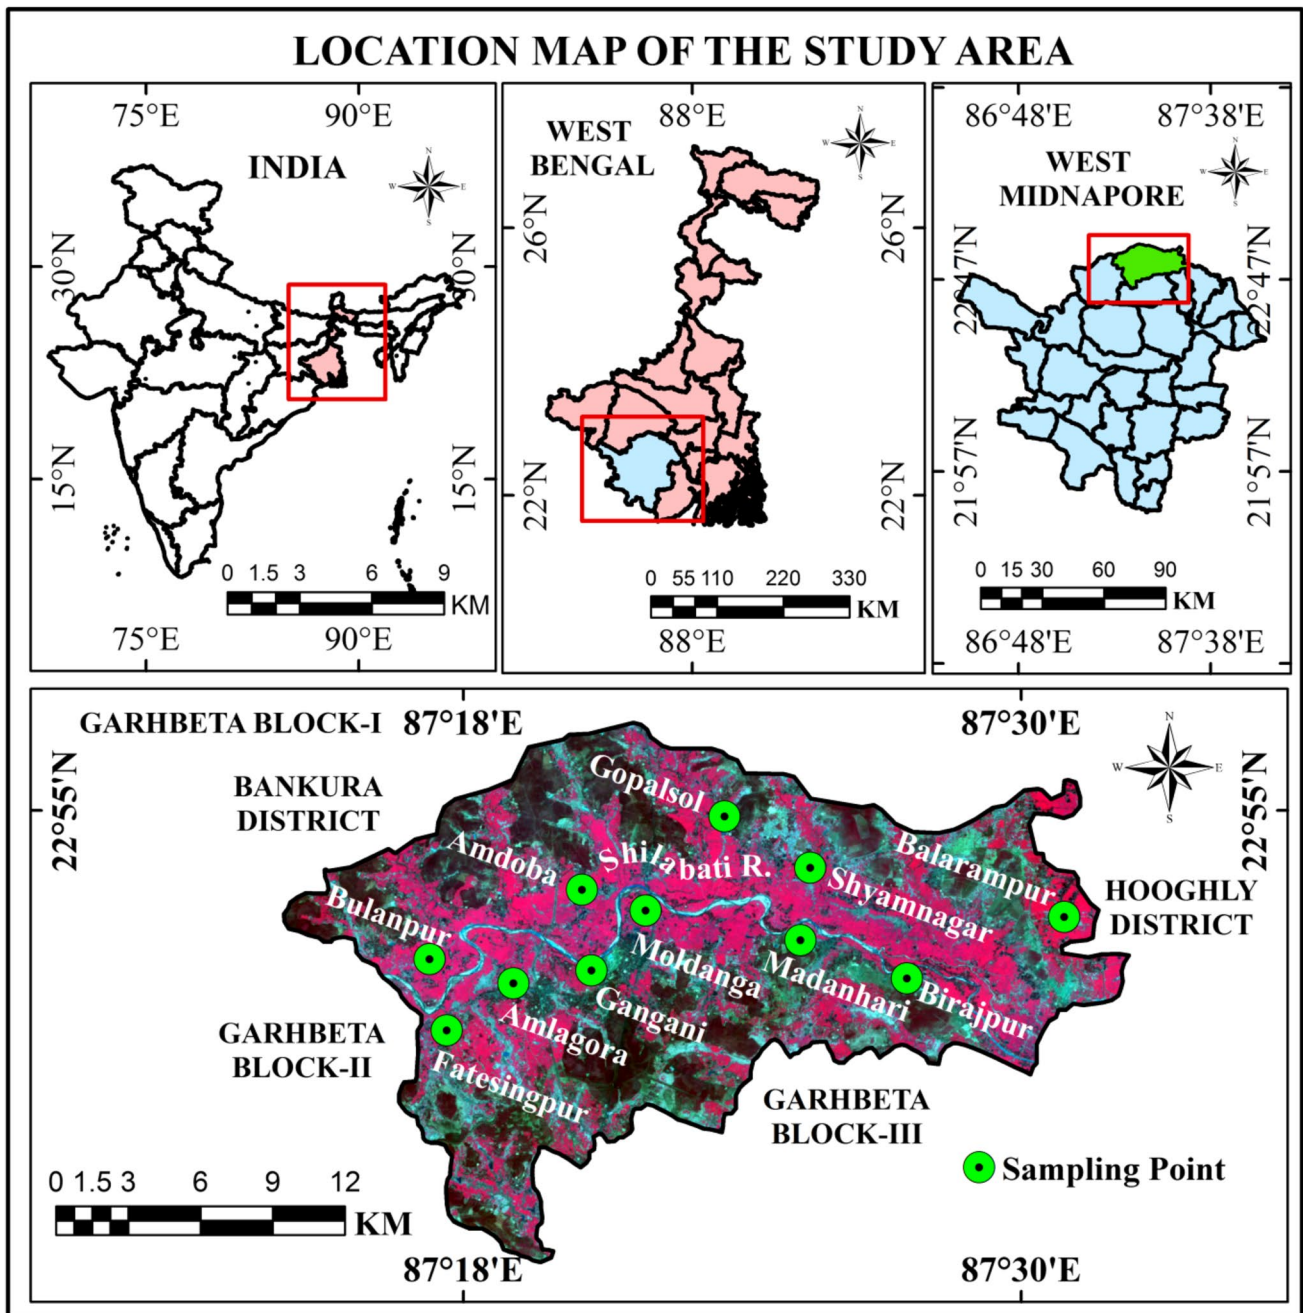 LOCATION MAP OF THE STUDY AREA
75°E 90°E
INDIA
N
W E
S
30°N 30°N
15°N 15°N
0 1.5 3 6 9
KM
75°E 90°E
88°E
WEST
BENGAL
N
W E
S
26°N 26°N
22°N 22°N
0 55 110 220 330
KM
88°E
86°48'E 87°38'E
WEST
MIDNAPORE
N
W E
S
22°47'N 22°47'N
21°57'N 21°57'N
0 15 30 60 90
KM
86°48'E 87°38'E
GARHBETA BLOCK-I
87°18'E 87°30'E
N
W E
S
22°55'N 22°55'N
BANKURA
DISTRICT
Gopalsol
Amdoba
Shilabati R.
Shyamnagar
Balarampur
HOOGHLY
DISTRICT
Bulanpur
Moldanga
Madanhari
Birajpur
Gangani
Amlagora
Fatesingpur
GARHBETA
BLOCK-II
GARHBETA
BLOCK-III
Sampling Point
0 1.5 3 6 9 12
KM
87°18'E 87°30'E